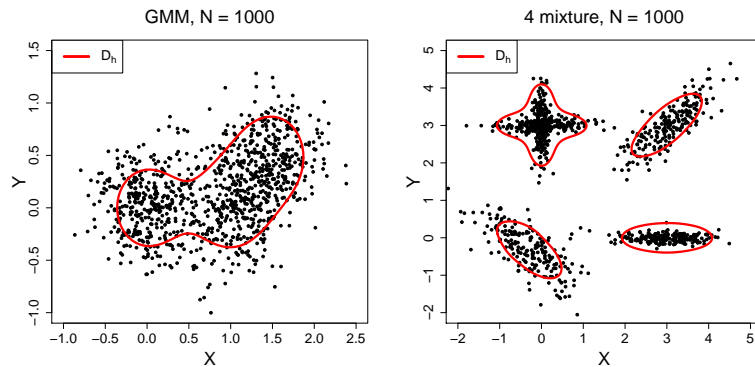 GMM, N = 1000
D_h
Y
1.5
1.0
0.5
0.0
−0.5
−1.0
−1.0 −0.5 0.0 0.5 1.0 1.5 2.0 2.5
X
4 mixture, N = 1000
D_h
Y
5
4
3
2
1
0
−1
−2
−2 −1 0 1 2 3 4 5
X